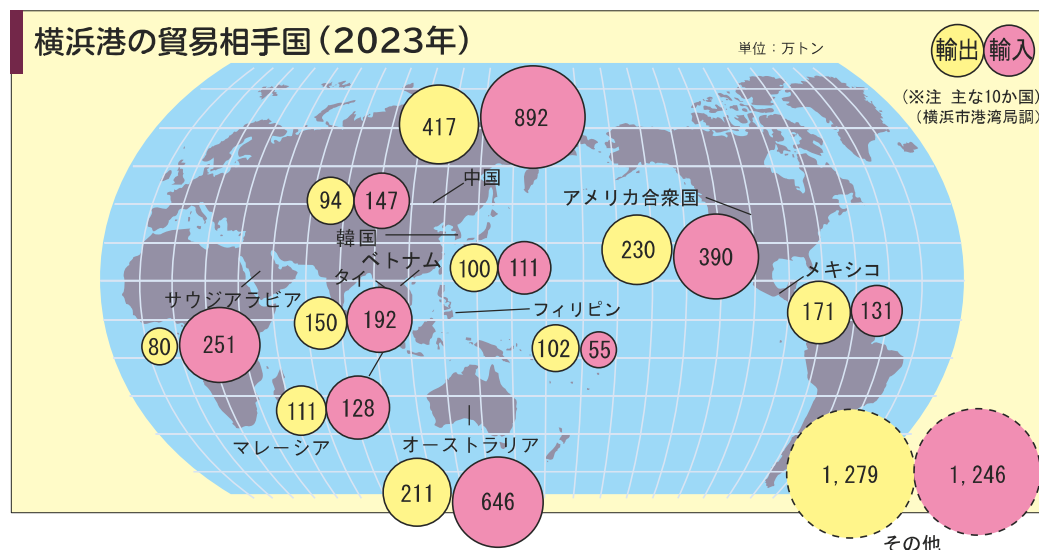 横浜港の貿易相手国（2023年）
単位：万トン
輸出 輸入
（※注 主な10か国）
（横浜市港湾局調）
417 892
中国
94 147
韓国
100 111
アメリカ合衆国
230 390
ベトナム
タイ
150 192
サウジアラビア
80 251
フィリピン
102 55
メキシコ
171 131
111 128
マレーシア
オーストラリア
211 646
1,279 1,246
その他